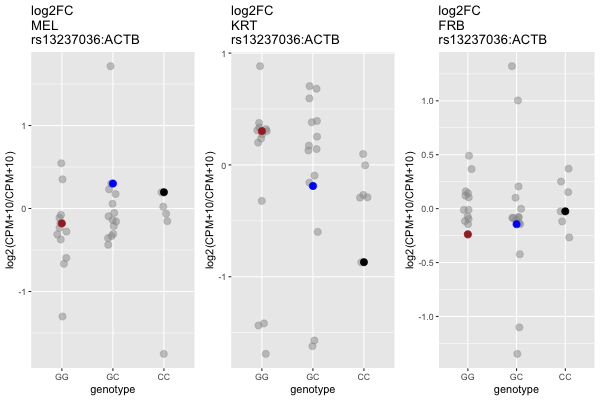 log2FC
MEL
rs13237036:ACTB
log2(CPM+10/CPM+10)
1
0
-1
GG
GC
CC
genotype
log2FC
KRT
rs13237036:ACTB
log2(CPM+10/CPM+10)
1
0
-1
GG
GC
CC
genotype
log2FC
FRB
rs13237036:ACTB
log2(CPM+10/CPM+10)
1.0
0.5
0.0
-0.5
-1.0
GG
GC
CC
genotype